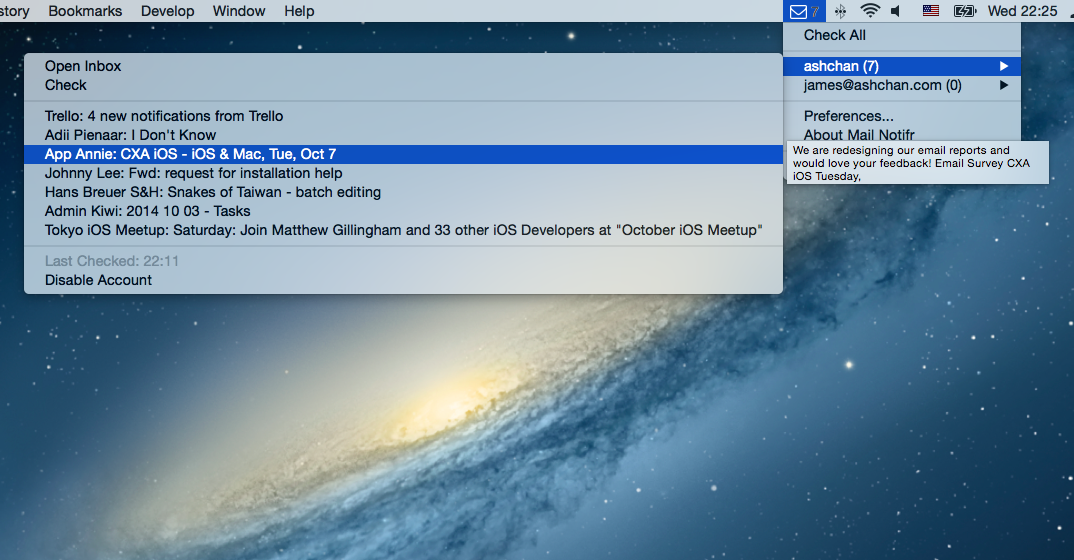 story Bookmarks Develop Window Help 7 Wed 22:25
Check All
ashchan (7)
james@ashchan.com (0)
Preferences...
About Mail Notifr
We are redesigning our email reports and
would love your feedback! Email Survey CXA
iOS Tuesday,
Open Inbox
Check
Trello: 4 new notifications from Trello
Adii Pienaar: I Don't Know
App Annie: CXA iOS - iOS & Mac, Tue, Oct 7
Johnny Lee: Fwd: request for installation help
Hans Breuer S&H: Snakes of Taiwan - batch editing
Admin Kiwi: 2014 10 03 - Tasks
Tokyo iOS Meetup: Saturday: Join Matthew Gillingham and 33 other iOS Developers at "October iOS Meetup"
Last Checked: 22:11
Disable Account